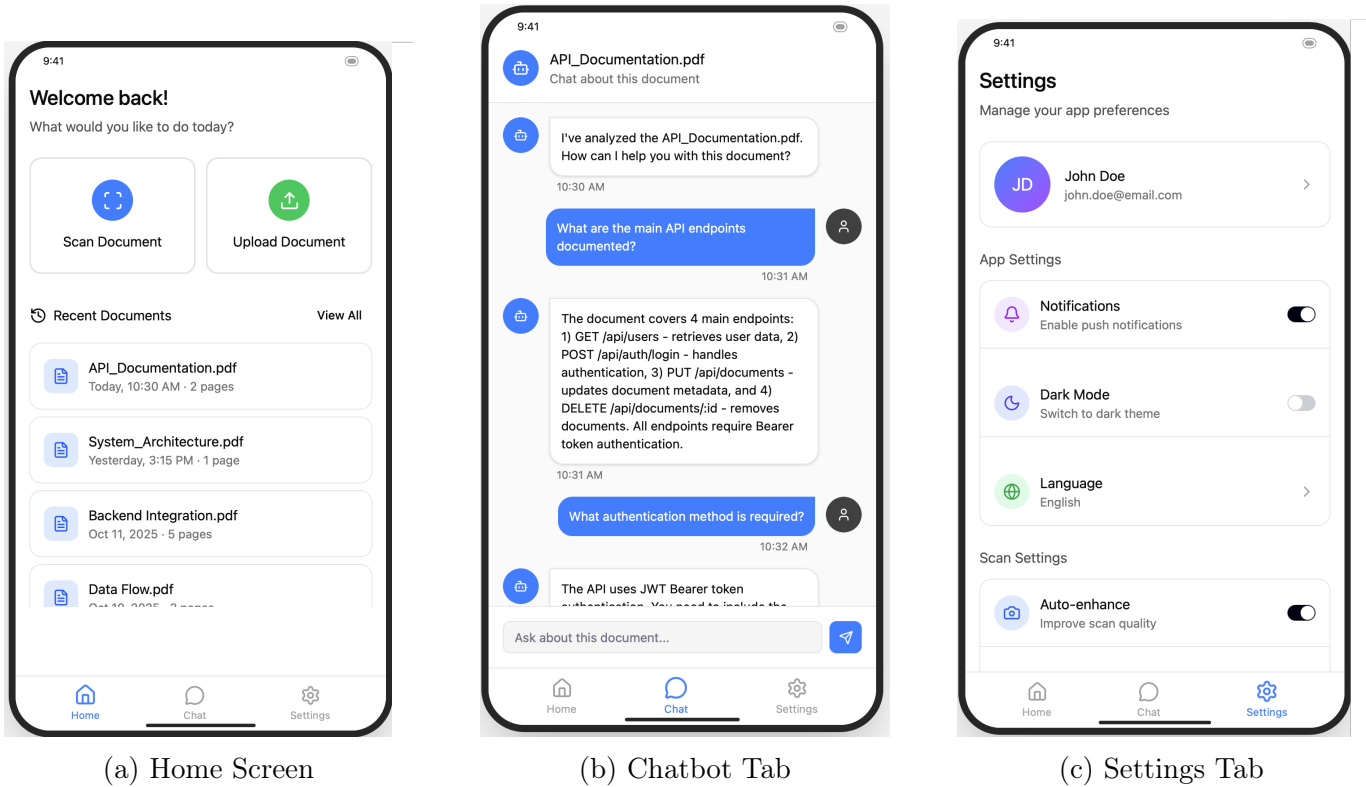 9:41
Welcome back!
What would you like to do today?
Scan Document
Upload Document
Recent Documents
View All
API_Documentation.pdf
Today, 10:30 AM · 2 pages
System_Architecture.pdf
Yesterday, 3:15 PM · 1 page
Backend Integration.pdf
Oct 11, 2025 · 5 pages
Data Flow.pdf
Home
Chat
Settings
(a) Home Screen
9:41
API_Documentation.pdf
Chat about this document
I've analyzed the API_Documentation.pdf.
How can I help you with this document?
10:30 AM
What are the main API endpoints
documented?
10:31 AM
The document covers 4 main endpoints:
1) GET /api/users - retrieves user data, 2)
POST /api/auth/login - handles
authentication, 3) PUT /api/documents -
updates document metadata, and 4)
DELETE /api/documents/:id - removes
documents. All endpoints require Bearer
token authentication.
10:31 AM
What authentication method is required?
10:32 AM
The API uses JWT Bearer token
authentication. You need to include the
Ask about this document...
Home
Chat
Settings
(b) Chatbot Tab
9:41
Settings
Manage your app preferences
JD
John Doe
john.doe@email.com
App Settings
Notifications
Enable push notifications
Dark Mode
Switch to dark theme
Language
English
Scan Settings
Auto-enhance
Improve scan quality
Home
Chat
Settings
(c) Settings Tab